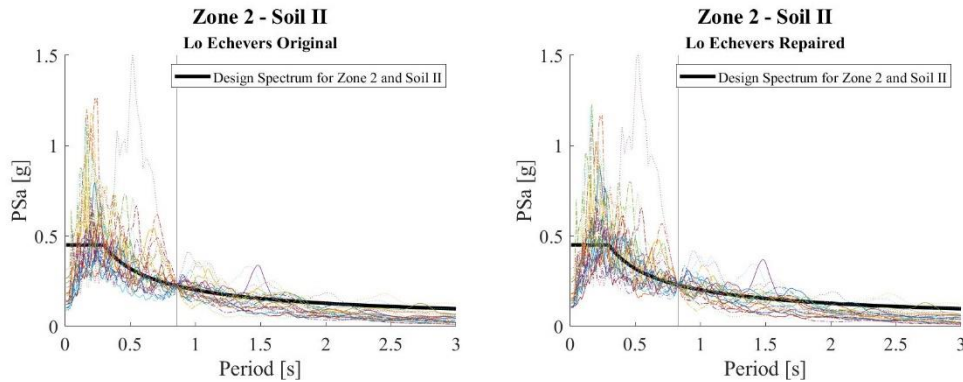 Zone 2 - Soil II
Lo Echevers Original
Design Spectrum for Zone 2 and Soil II
1.5
1
0.5
0
PSa [g]
0 0.5 1 1.5 2 2.5 3
Period [s]
Zone 2 - Soil II
Lo Echevers Repaired
Design Spectrum for Zone 2 and Soil II
1.5
1
0.5
0
PSa [g]
0 0.5 1 1.5 2 2.5 3
Period [s]